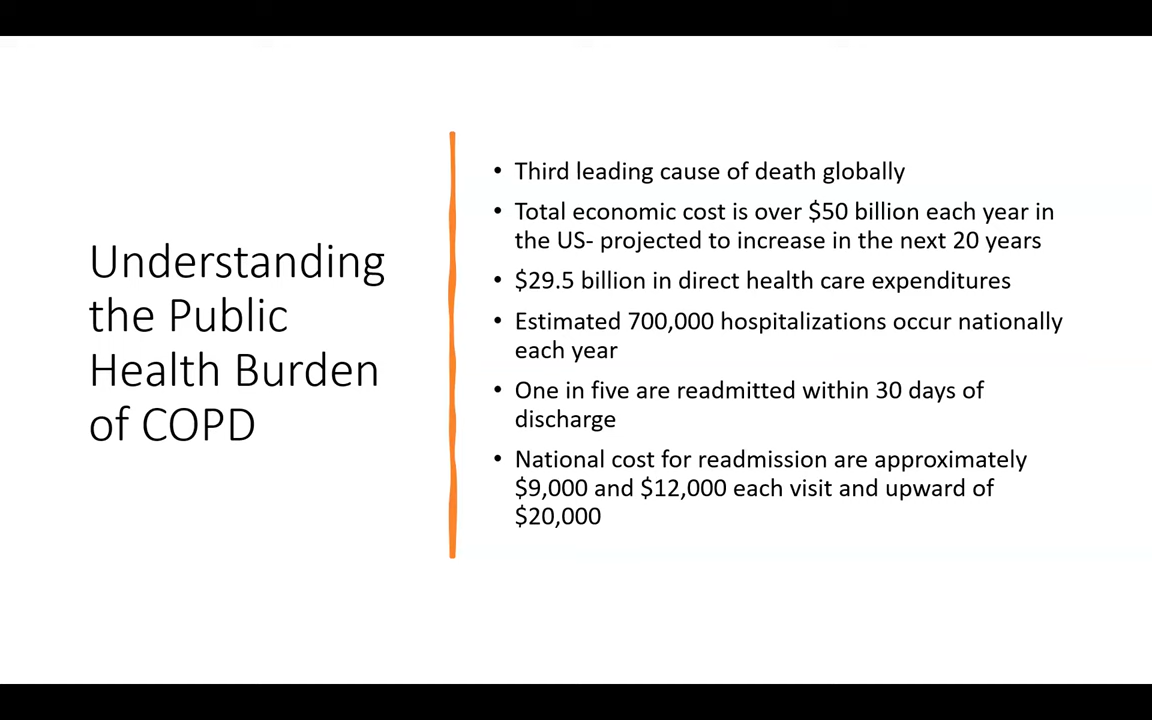 Understanding
the Public
Health Burden
of COPD
• Third leading cause of death globally
• Total economic cost is over $50 billion each year in
the US- projected to increase in the next 20 years
• $29.5 billion in direct health care expenditures
• Estimated 700,000 hospitalizations occur nationally
each year
• One in five are readmitted within 30 days of
discharge
• National cost for readmission are approximately
$9,000 and $12,000 each visit and upward of
$20,000